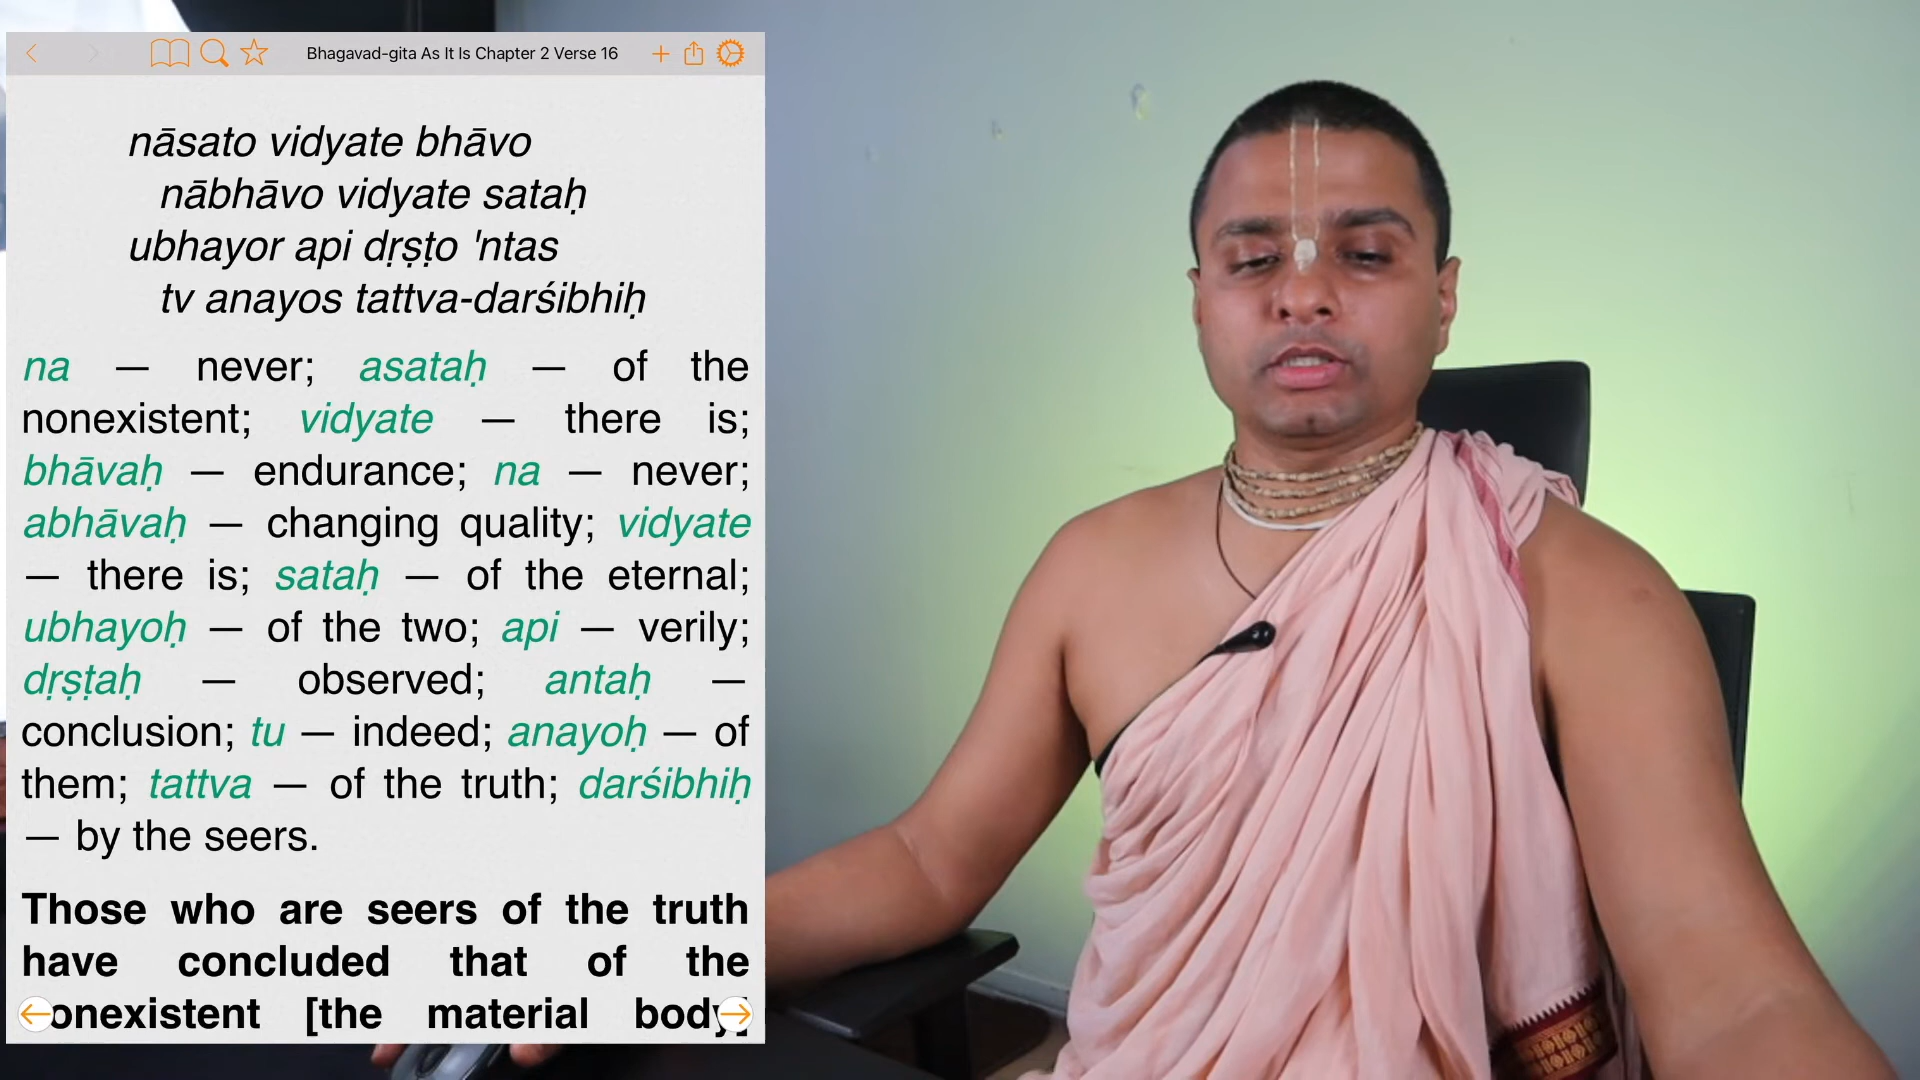 Bhagavad-gita As It Is Chapter 2 Verse 16
nāsato vidyate bhāvo
nābhāvo vidyate sataḥ
ubhayor api dṛṣṭo 'ntas
tv anayos tattva-darśibhiḥ
na — never; asataḥ — of the
nonexistent; vidyate — there is;
bhāvaḥ — endurance; na — never;
abhāvaḥ — changing quality; vidyate
— there is; sataḥ — of the eternal;
ubhayoḥ — of the two; api — verily;
dṛṣṭaḥ — observed; antaḥ —
conclusion; tu — indeed; anayoḥ — of
them; tattva — of the truth; darśibhiḥ
— by the seers.
Those who are seers of the truth
have concluded that of the
nonexistent [the material body]